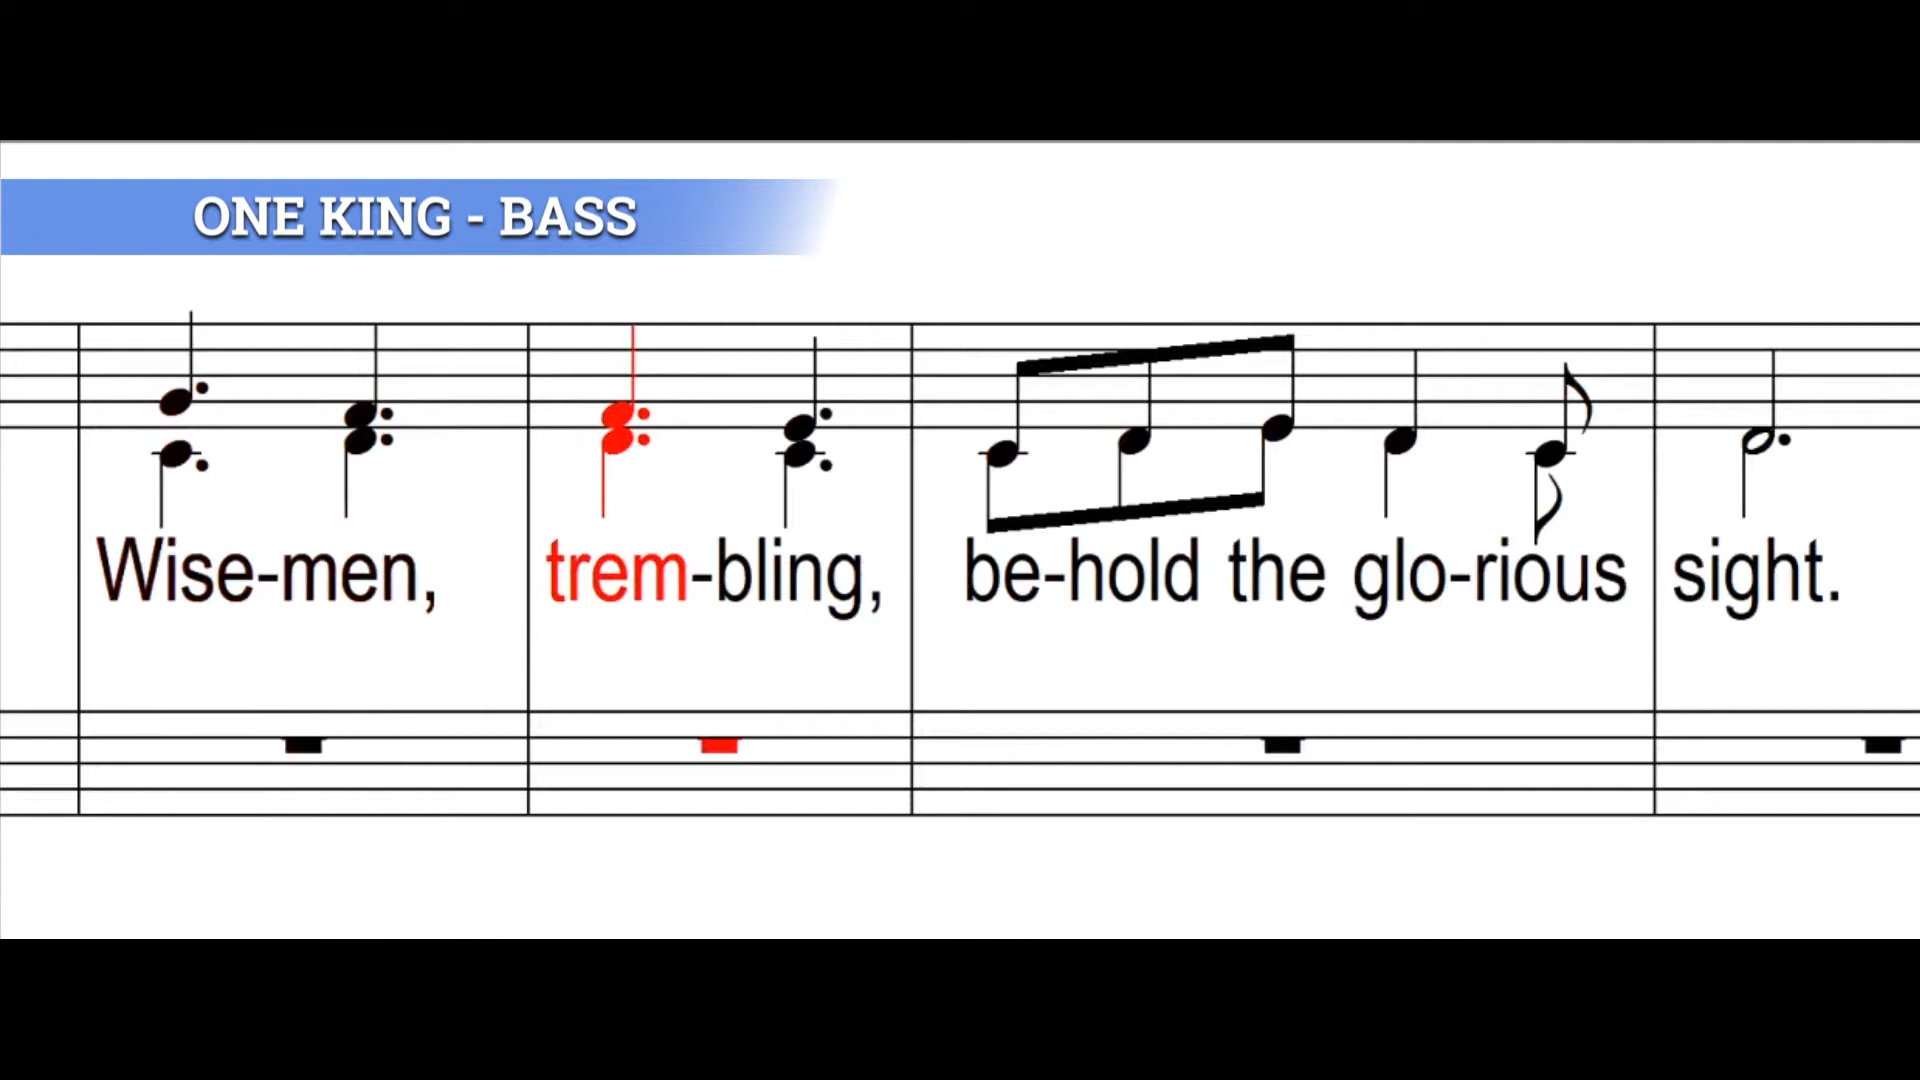 ONE KING - BASS
Wise-men, trem-bling, be-hold the glo-rious sight.